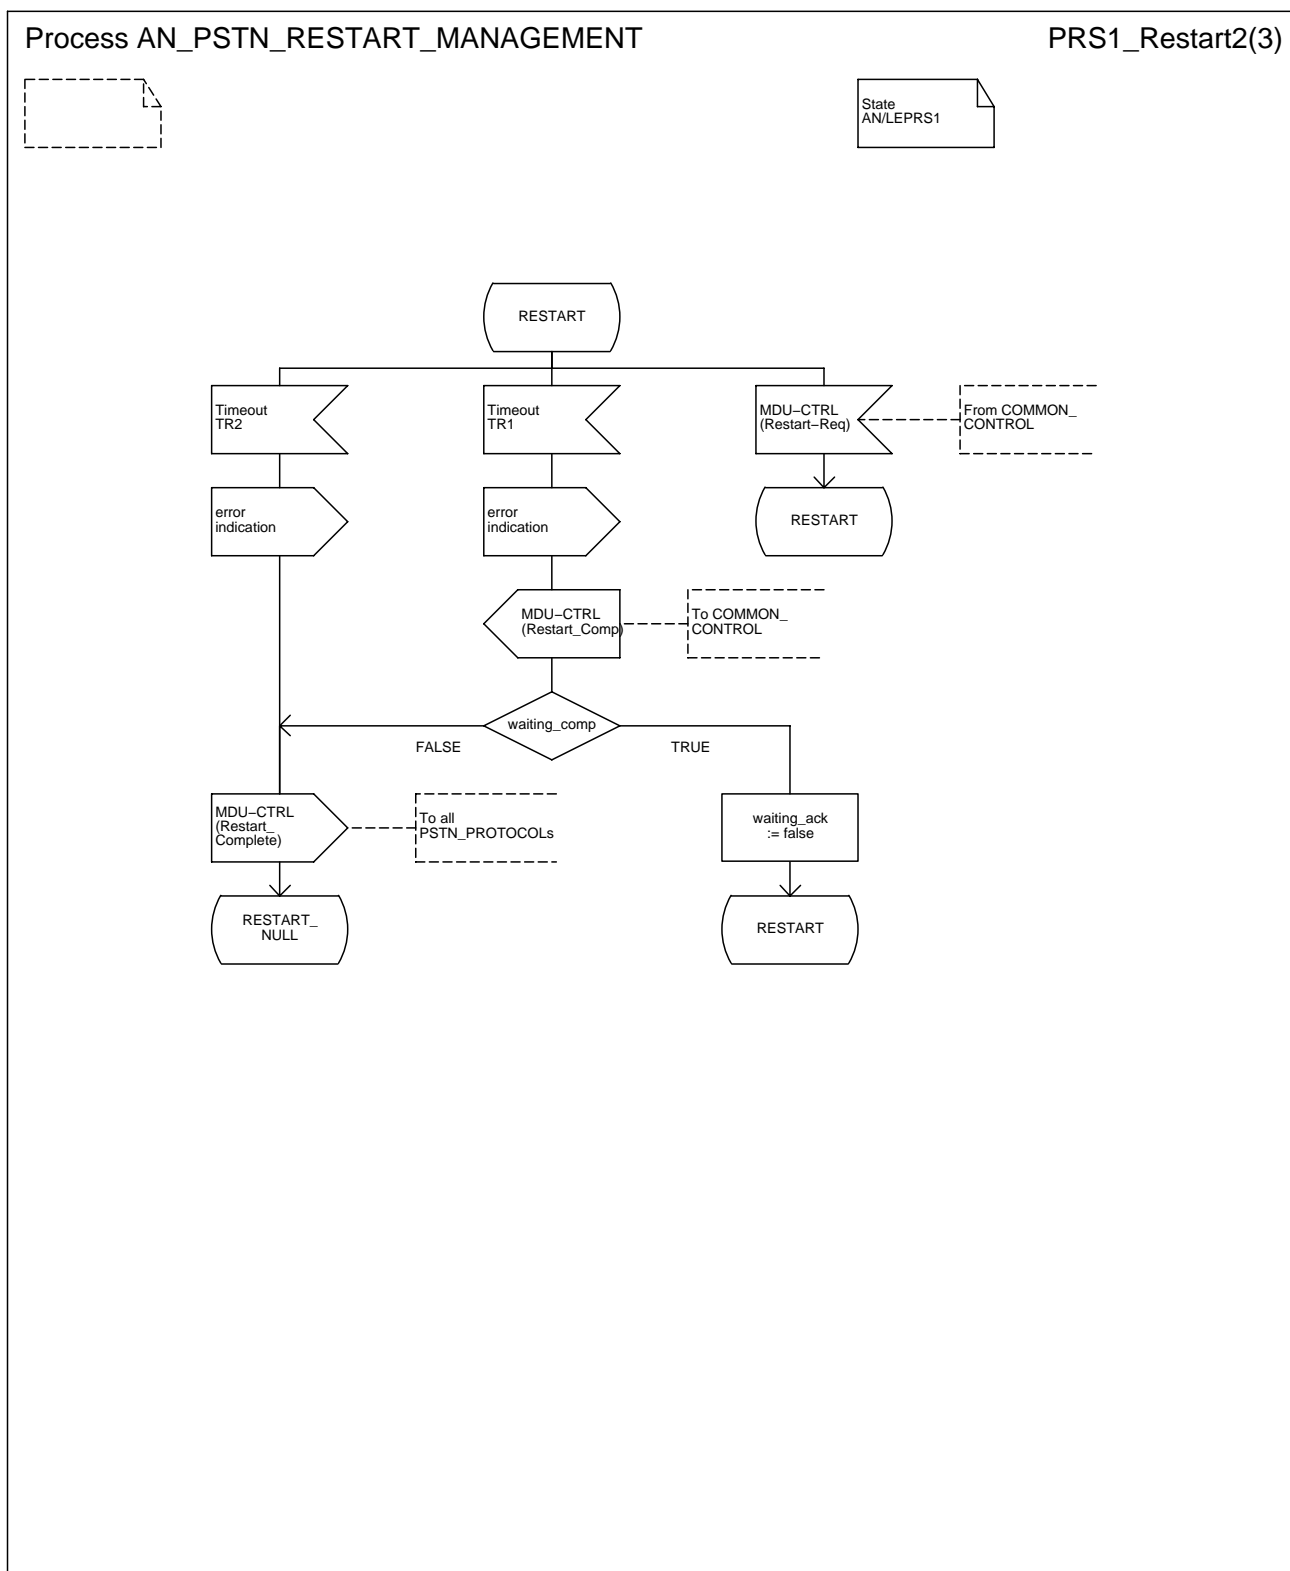 Process AN_PSTN_RESTART_MANAGEMENT
PRS1_Restart2(3)
State
AN/LEPRS1
RESTART
Timeout
TR2
Timeout
TR1
MDU−CTRL
(Restart−Req)
From COMMON_
CONTROL
error
indication
error
indication
RESTART
MDU−CTRL
(Restart_Comp)
To COMMON_
CONTROL
waiting_comp
FALSE
TRUE
MDU−CTRL
(Restart_
Complete)
To all
PSTN_PROTOCOLs
waiting_ack
:= false
RESTART_
NULL
RESTART